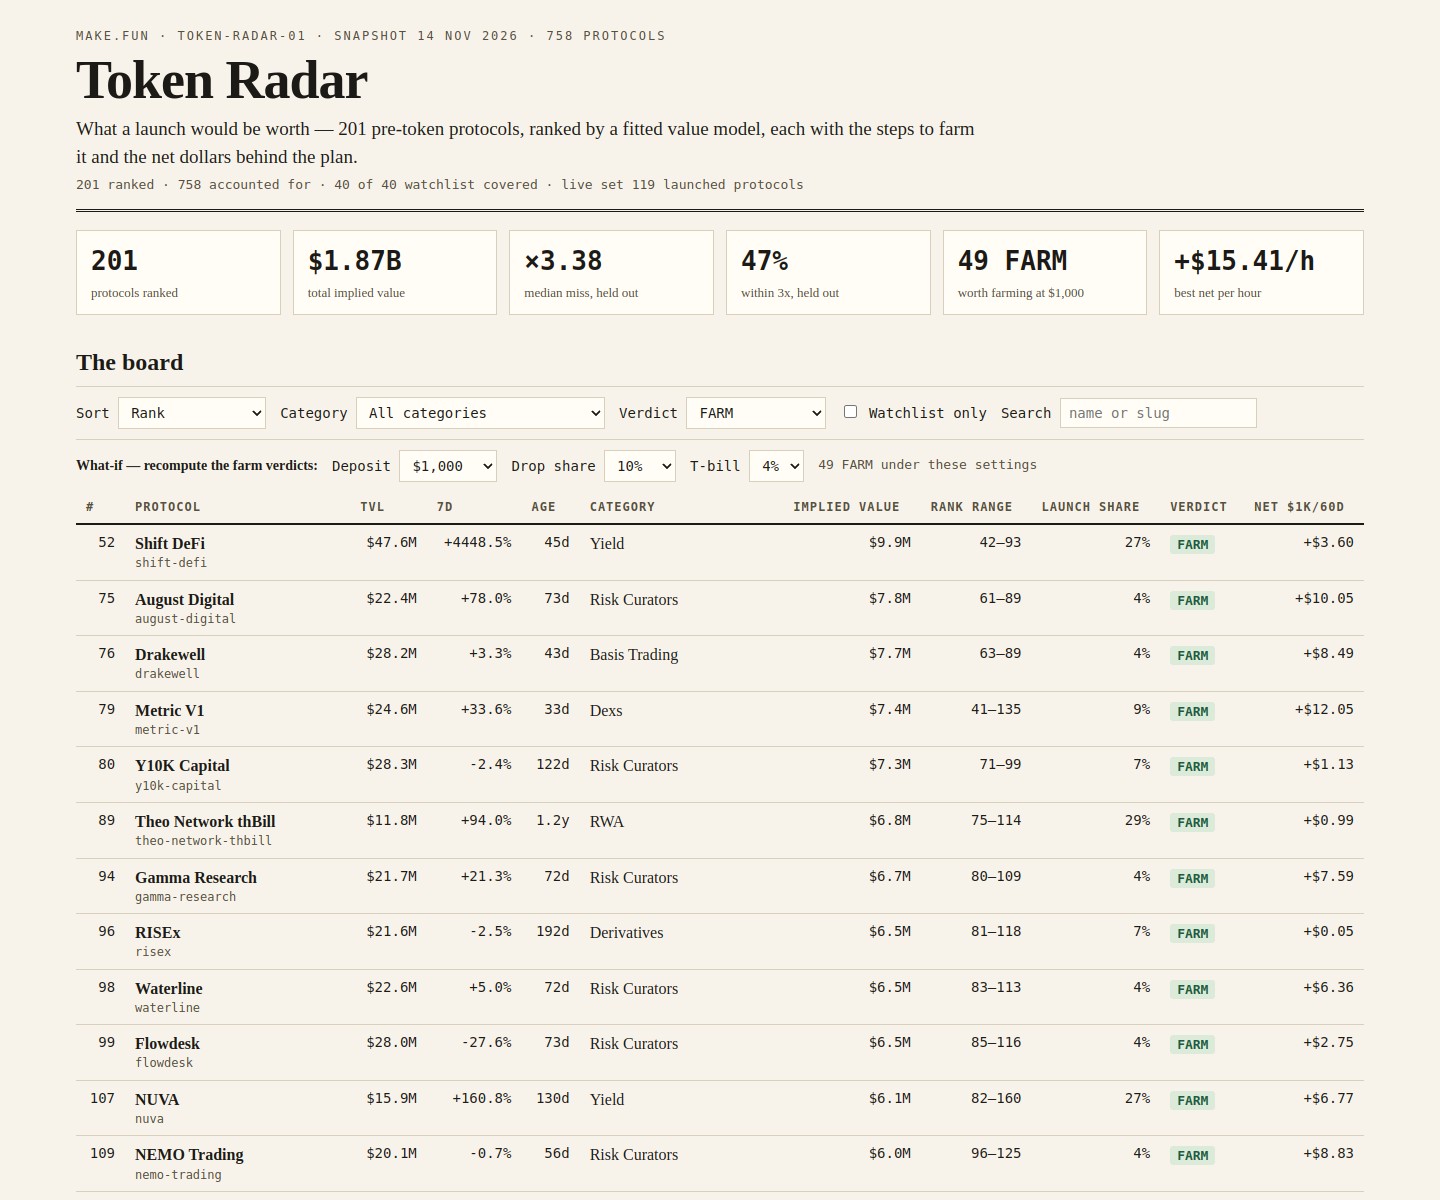 MAKE.FUN · TOKEN-RADAR-01 · SNAPSHOT 14 NOV 2026 · 758 PROTOCOLS
Token Radar
What a launch would be worth — 201 pre-token protocols, ranked by a fitted value model, each with the steps to farm
it and the net dollars behind the plan.
201 ranked · 758 accounted for · 40 of 40 watchlist covered · live set 119 launched protocols
201 $1.87B ×3.38 47% 49 FARM +$15.41/h
protocols ranked total implied value median miss, held out within 3x, held out worth farming at $1,000 best net per hour
The board
Sort Rank Category All categories Verdict FARM Watchlist only Search name or slug
What-if — recompute the farm verdicts: Deposit $1,000 Drop share 10% T-bill 4% 49 FARM under these settings
# PROTOCOL TVL 7D AGE CATEGORY IMPLIED VALUE RANK RANGE LAUNCH SHARE VERDICT NET $1K/60D
52 Shift DeFi $47.6M +4448.5% 45d Yield $9.9M 42–93 27% FARM +$3.60
shift-defi
75 August Digital $22.4M +78.0% 73d Risk Curators $7.8M 61–89 4% FARM +$10.05
august-digital
76 Drakewell $28.2M +3.3% 43d Basis Trading $7.7M 63–89 4% FARM +$8.49
drakewell
79 Metric V1 $24.6M +33.6% 33d Dexs $7.4M 41–135 9% FARM +$12.05
metric-v1
80 Y10K Capital $28.3M -2.4% 122d Risk Curators $7.3M 71–99 7% FARM +$1.13
y10k-capital
89 Theo Network thBill $11.8M +94.0% 1.2y RWA $6.8M 75–114 29% FARM +$0.99
theo-network-thbill
94 Gamma Research $21.7M +21.3% 72d Risk Curators $6.7M 80–109 4% FARM +$7.59
gamma-research
96 RISEx $21.6M -2.5% 192d Derivatives $6.5M 81–118 7% FARM +$0.05
risex
98 Waterline $22.6M +5.0% 72d Risk Curators $6.5M 83–113 4% FARM +$6.36
waterline
99 Flowdesk $28.0M -27.6% 73d Risk Curators $6.5M 85–116 4% FARM +$2.75
flowdesk
107 NUVA $15.9M +160.8% 130d Yield $6.1M 82–160 27% FARM +$6.77
nuva
109 NEMO Trading $20.1M -0.7% 56d Risk Curators $6.0M 96–125 4% FARM +$8.83
nemo-trading